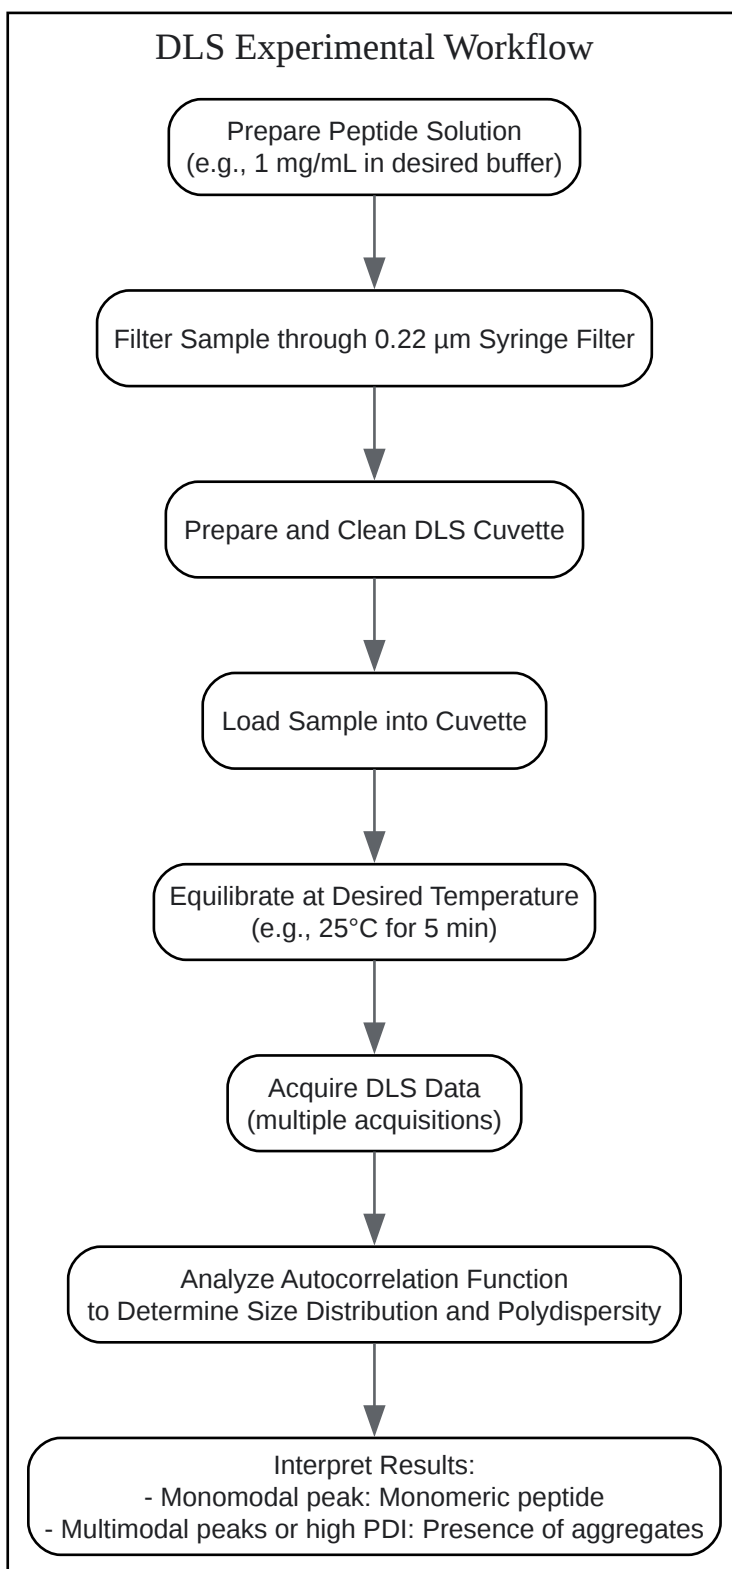 DLS Experimental Workflow
Prepare Peptide Solution
(e.g., 1 mg/mL in desired buffer)
Filter Sample through 0.22 µm Syringe Filter
Prepare and Clean DLS Cuvette
Load Sample into Cuvette
Equilibrate at Desired Temperature
(e.g., 25°C for 5 min)
Acquire DLS Data
(multiple acquisitions)
Analyze Autocorrelation Function
to Determine Size Distribution and Polydispersity
Interpret Results:
- Monomodal peak: Monomeric peptide
- Multimodal peaks or high PDI: Presence of aggregates